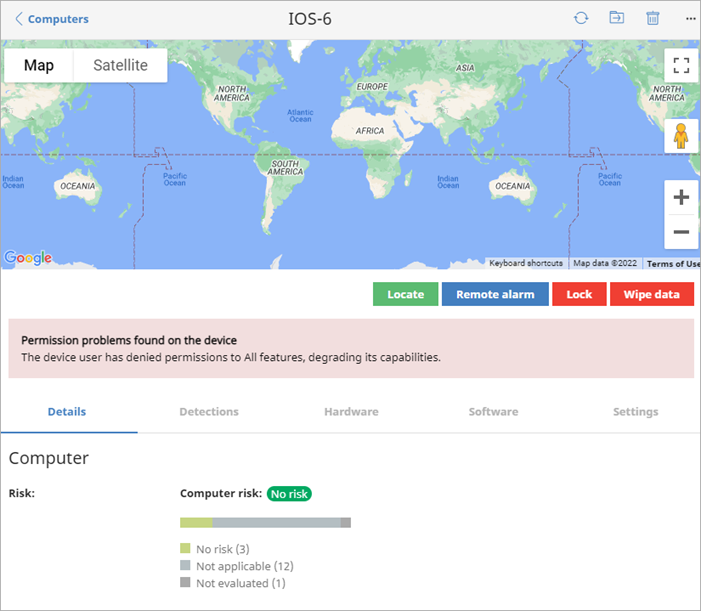 Computers
IOS-6
Map
Satellite
NORTH
AMERICA
Atlantic
Ocean
EUROPE
ASIA
AFRICA
SOUTH
AMERICA
Indian
Ocean
OCEANIA
Pacific
Ocean
Indian
Ocean
OCEANIA
Pacific
Ocean
NORTH
AMERICA
Google
Keyboard shortcuts
Map data ©2022
Terms of Use
Locate
Remote alarm
Lock
Wipe data
Permission problems found on the device
The device user has denied permissions to All features, degrading its capabilities.
Details
Detections
Hardware
Software
Settings
Computer
Risk:
Computer risk: No risk
No risk (3)
Not applicable (12)
Not evaluated (1)